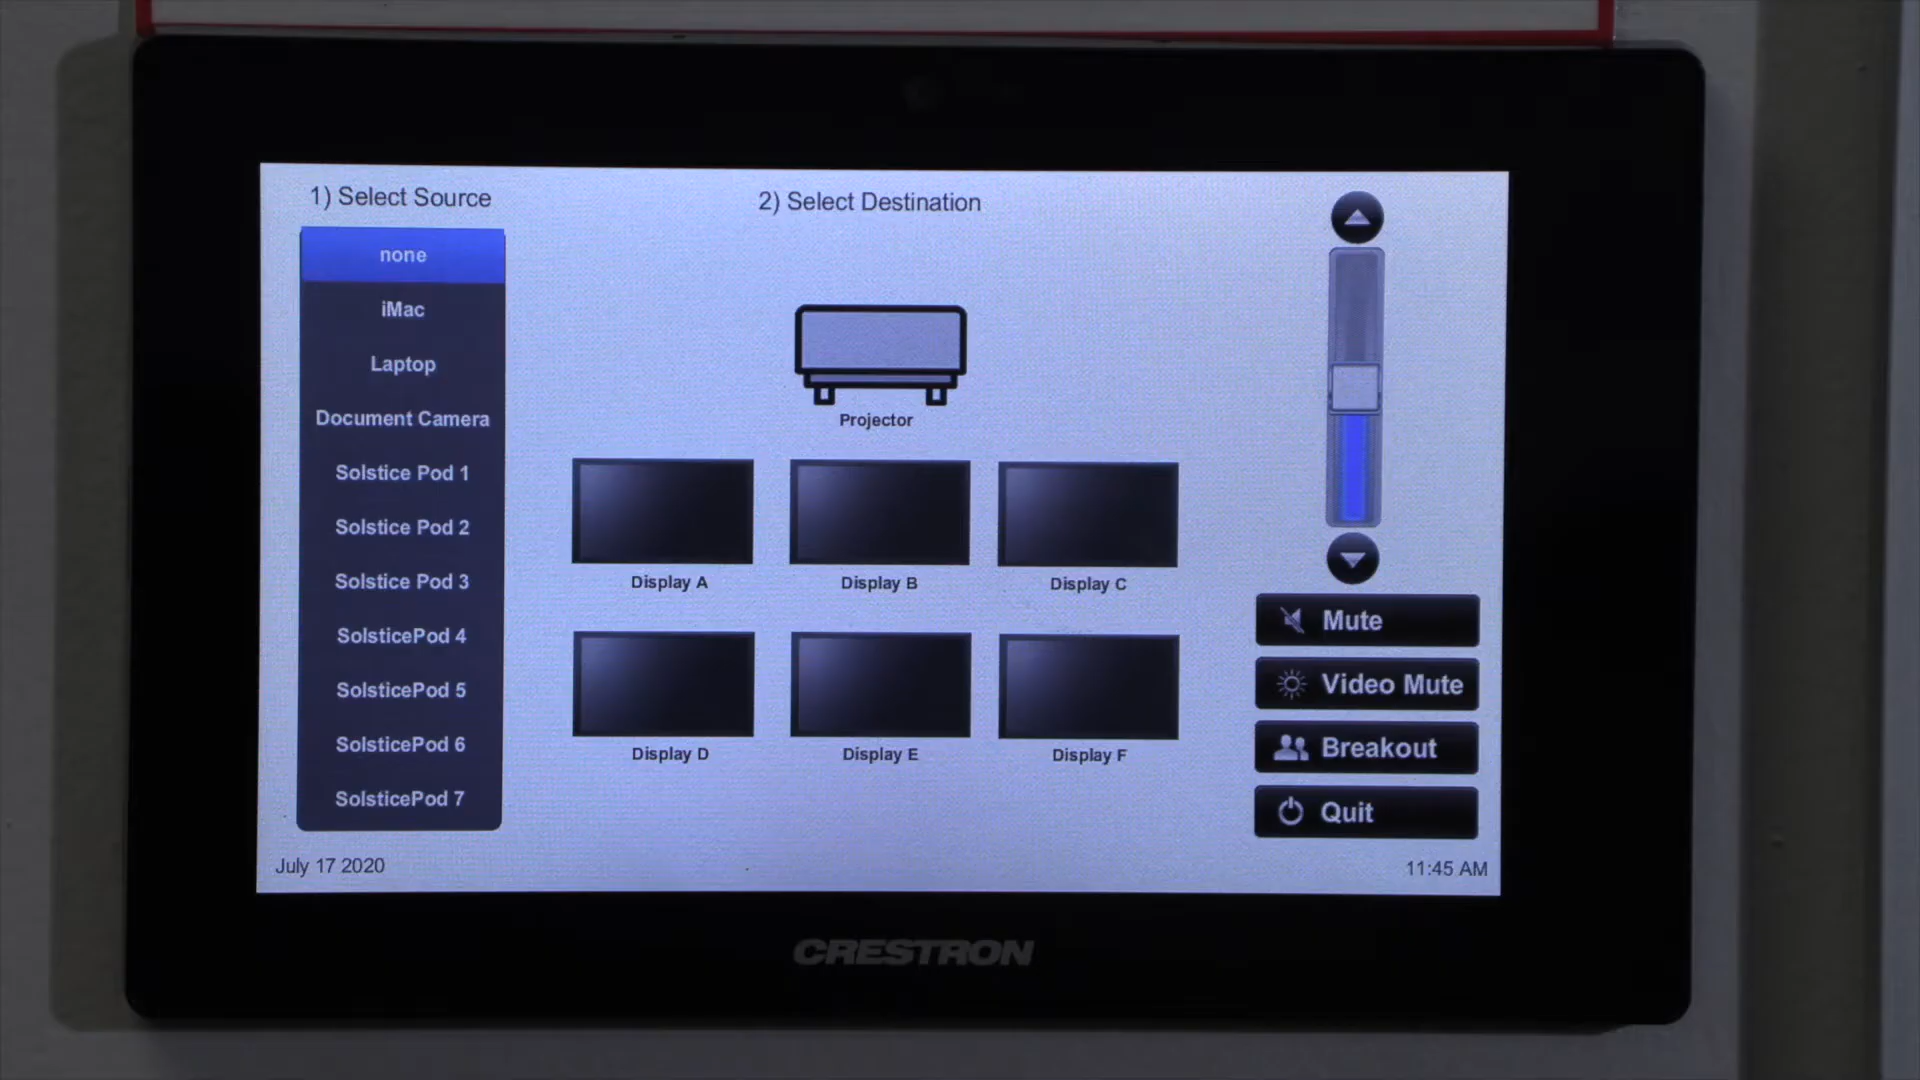 1) Select Source
none
iMac
Laptop
Document Camera
Solstice Pod 1
Solstice Pod 2
Solstice Pod 3
SolsticePod 4
SolsticePod 5
SolsticePod 6
SolsticePod 7
2) Select Destination
Projector
Display A
Display B
Display C
Display D
Display E
Display F
Mute
Video Mute
Breakout
Quit
July 17 2020
11:45 AM
CRESTRON